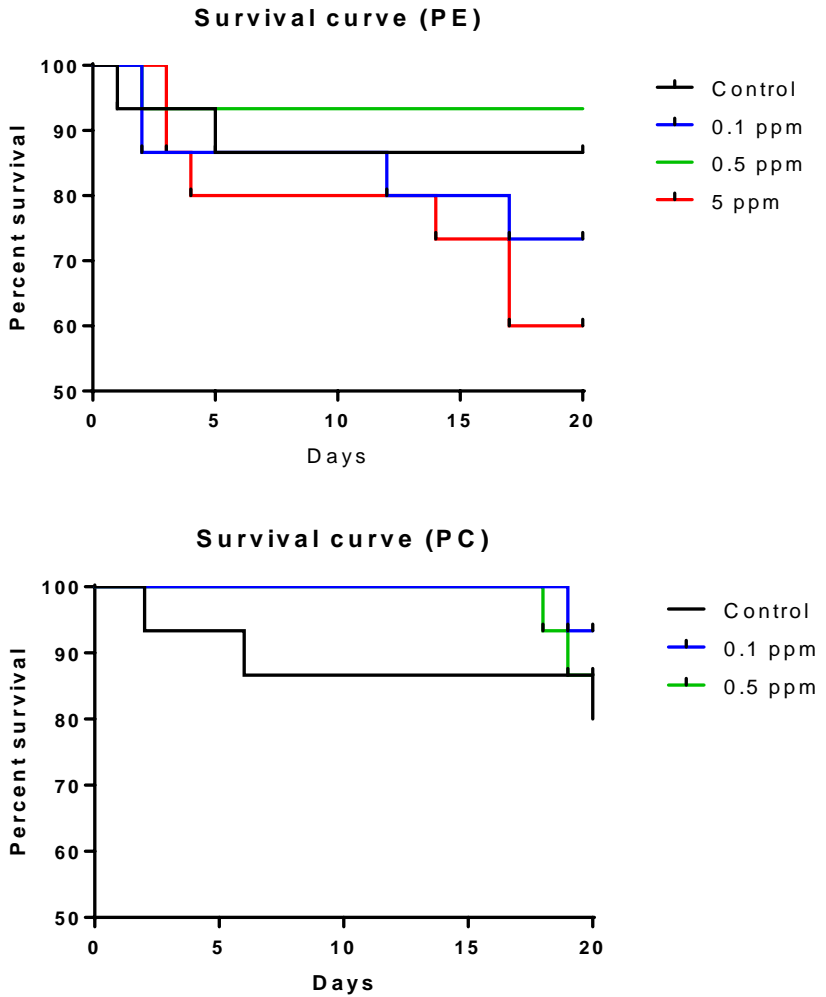 Survival curve (PE)
Percent survival
100
90
80
70
60
50
0 5 10 15 20
Days
Control
0.1 ppm
0.5 ppm
5 ppm
Survival curve (PC)
Percent survival
100
90
80
70
60
50
0 5 10 15 20
Days
Control
0.1 ppm
0.5 ppm